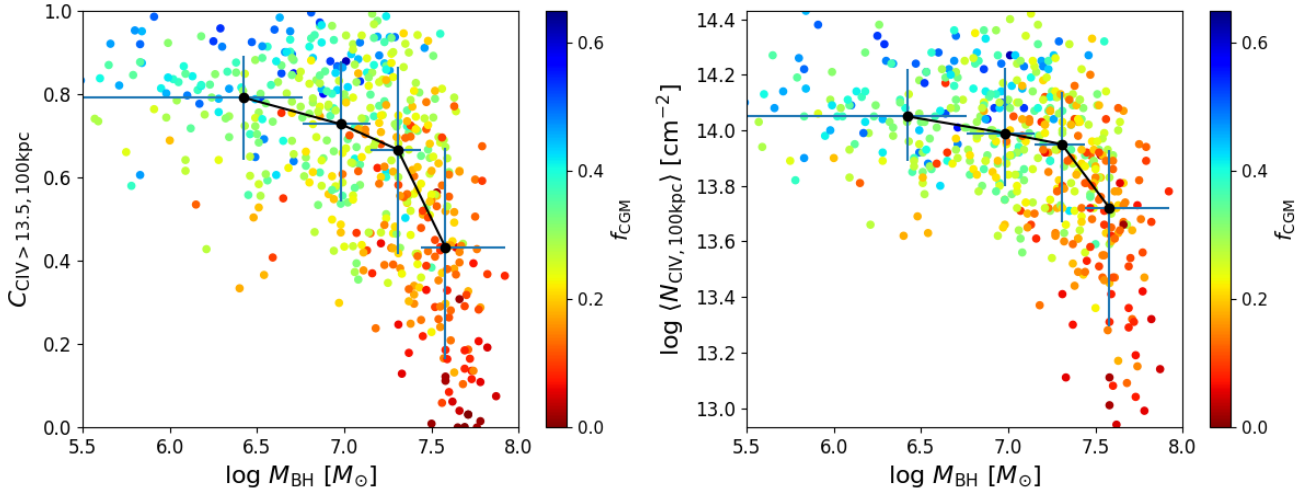 1.0
0.8
0.6
0.4
0.2
0.0
C_CIV>13.5,100kpc
5.5 6.0 6.5 7.0 7.5 8.0
log M_BH [M_⊙]
0.6
0.4
0.2
0.0
f_CGM
14.4
14.2
14.0
13.8
13.6
13.4
13.2
13.0
log ⟨N_CIV,100kpc⟩ [cm⁻²]
5.5 6.0 6.5 7.0 7.5 8.0
log M_BH [M_⊙]
0.6
0.4
0.2
0.0
f_CGM